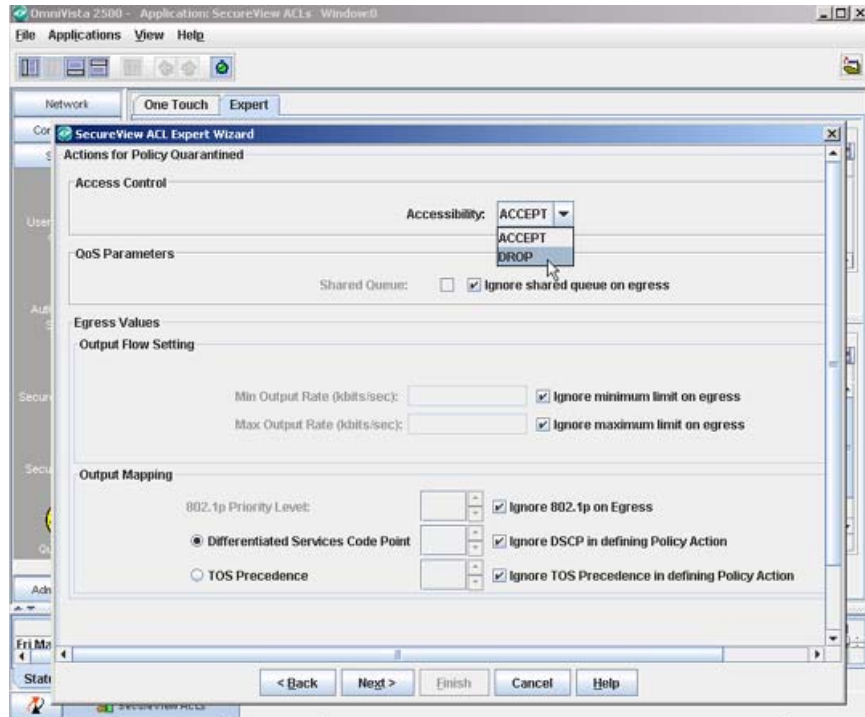 OmniVista 2500 - Application: SecureView ACLs Window:0
File Applications View Help
Network
One Touch Expert
SecureView ACL Expert Wizard
Actions for Policy Quarantined
Access Control
Accessibility: ACCEPT
ACCEPT
DROP
QoS Parameters
Shared Queue: Ignore shared queue on egress
Egress Values
Output Flow Setting
Min Output Rate (kbits/sec): Ignore minimum limit on egress
Max Output Rate (kbits/sec): Ignore maximum limit on egress
Output Mapping
802.1p Priority Level: Ignore 802.1p on Egress
Differentiated Services Code Point Ignore DSCP in defining Policy Action
TOS Precedence Ignore TOS Precedence in defining Policy Action
< Back Next > Finish Cancel Help
SecureView ACLs